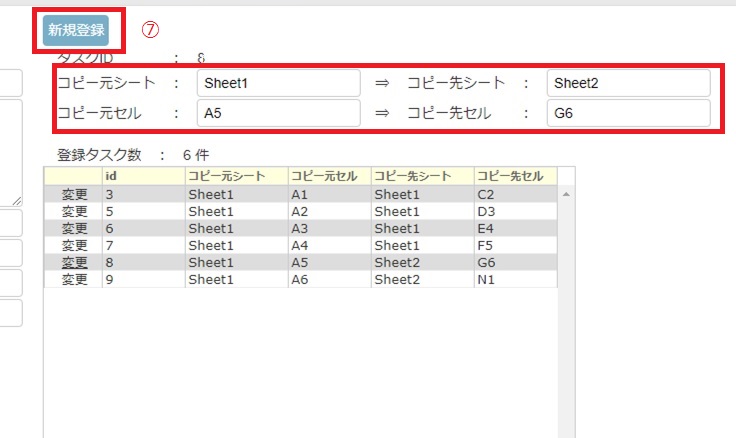 新規登録 ⑦
タスクID : 8
コピー元シート : Sheet1 ⇒ コピー先シート : Sheet2
コピー元セル : A5 ⇒ コピー先セル : G6
登録タスク数 : 6 件
id コピー元シート コピー元セル コピー先シート コピー先セル
変更 3 Sheet1 A1 Sheet1 C2
変更 5 Sheet1 A2 Sheet1 D3
変更 6 Sheet1 A3 Sheet1 E4
変更 7 Sheet1 A4 Sheet1 F5
変更 8 Sheet1 A5 Sheet2 G6
変更 9 Sheet1 A6 Sheet2 N1